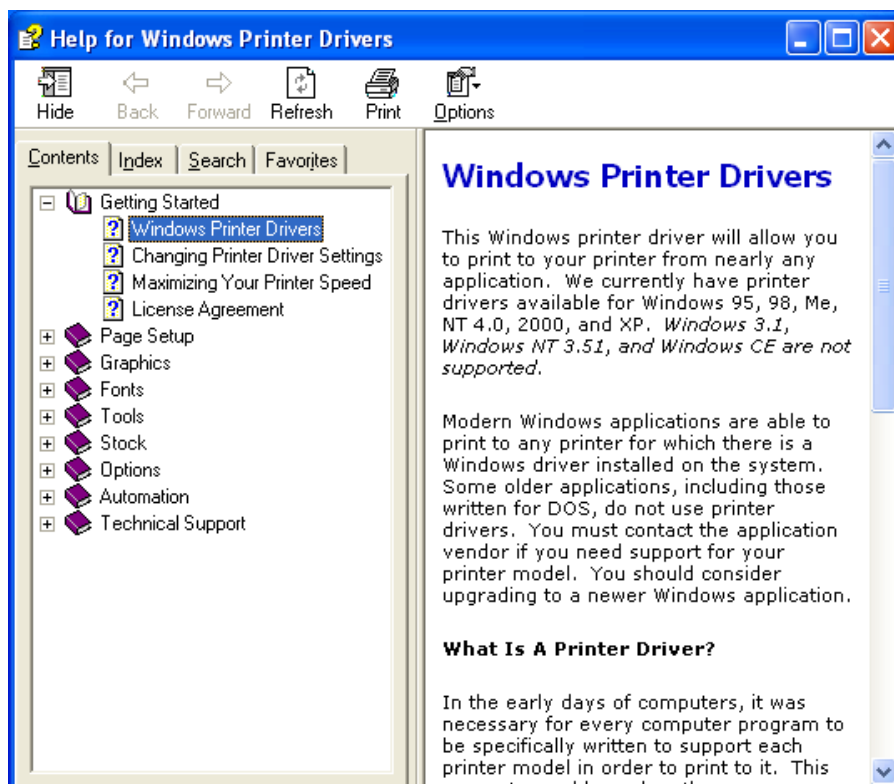 Help for Windows Printer Drivers
Hide Back Forward Refresh Print Options
Contents Index Search Favorites
Getting Started
Windows Printer Drivers
Changing Printer Driver Settings
Maximizing Your Printer Speed
License Agreement
Page Setup
Graphics
Fonts
Tools
Stock
Options
Automation
Technical Support
Windows Printer Drivers
This Windows printer driver will allow you
to print to your printer from nearly any
application. We currently have printer
drivers available for Windows 95, 98, Me,
NT 4.0, 2000, and XP. Windows 3.1,
Windows NT 3.51, and Windows CE are not
supported.
Modern Windows applications are able to
print to any printer for which there is a
Windows driver installed on the system.
Some older applications, including those
written for DOS, do not use printer
drivers. You must contact the application
vendor if you need support for your
printer model. You should consider
upgrading to a newer Windows application.
What Is A Printer Driver?
In the early days of computers, it was
necessary for every computer program to
be specifically written to support each
printer model in order to print to it. This